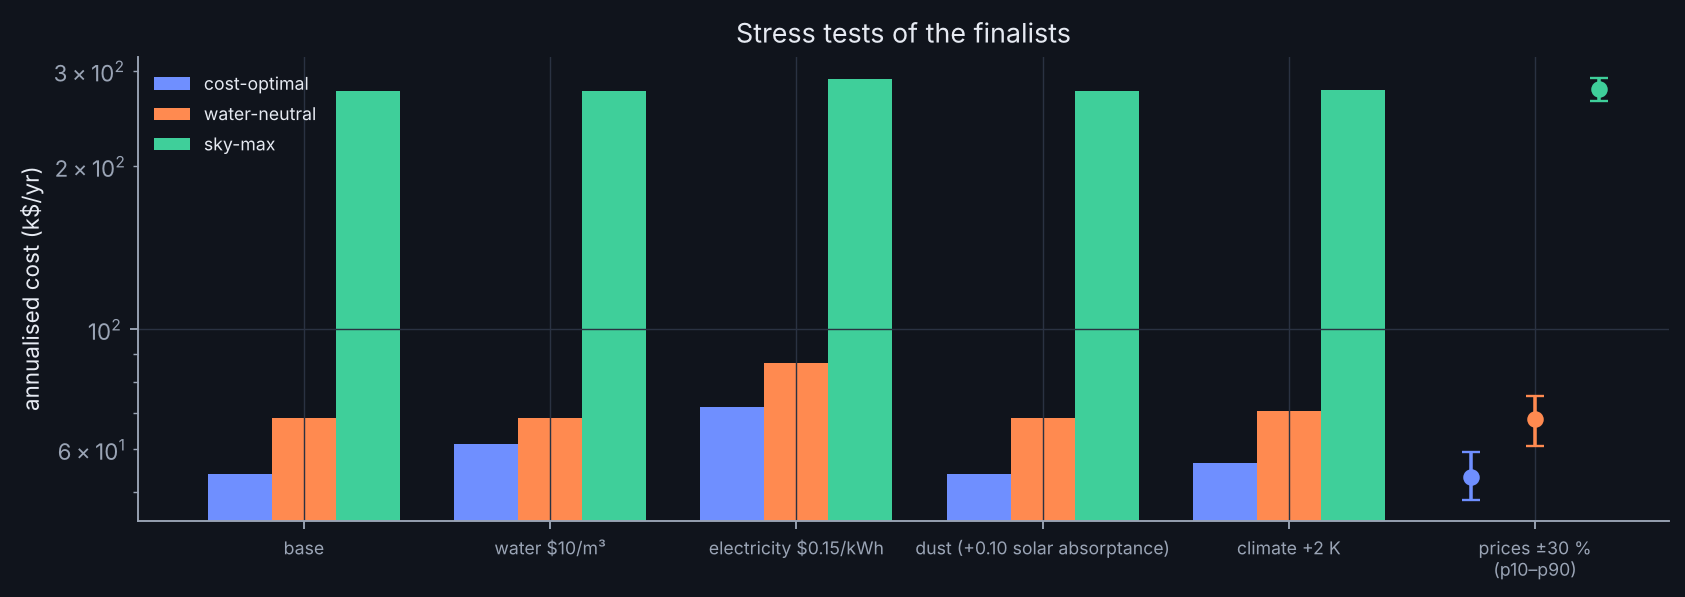 Stress tests of the finalists
annualised cost (k$/yr)
3 × 10²
2 × 10²
10²
6 × 10¹
cost-optimal
water-neutral
sky-max
base
water $10/m³
electricity $0.15/kWh
dust (+0.10 solar absorptance)
climate +2 K
prices ±30 %
(p10–p90)